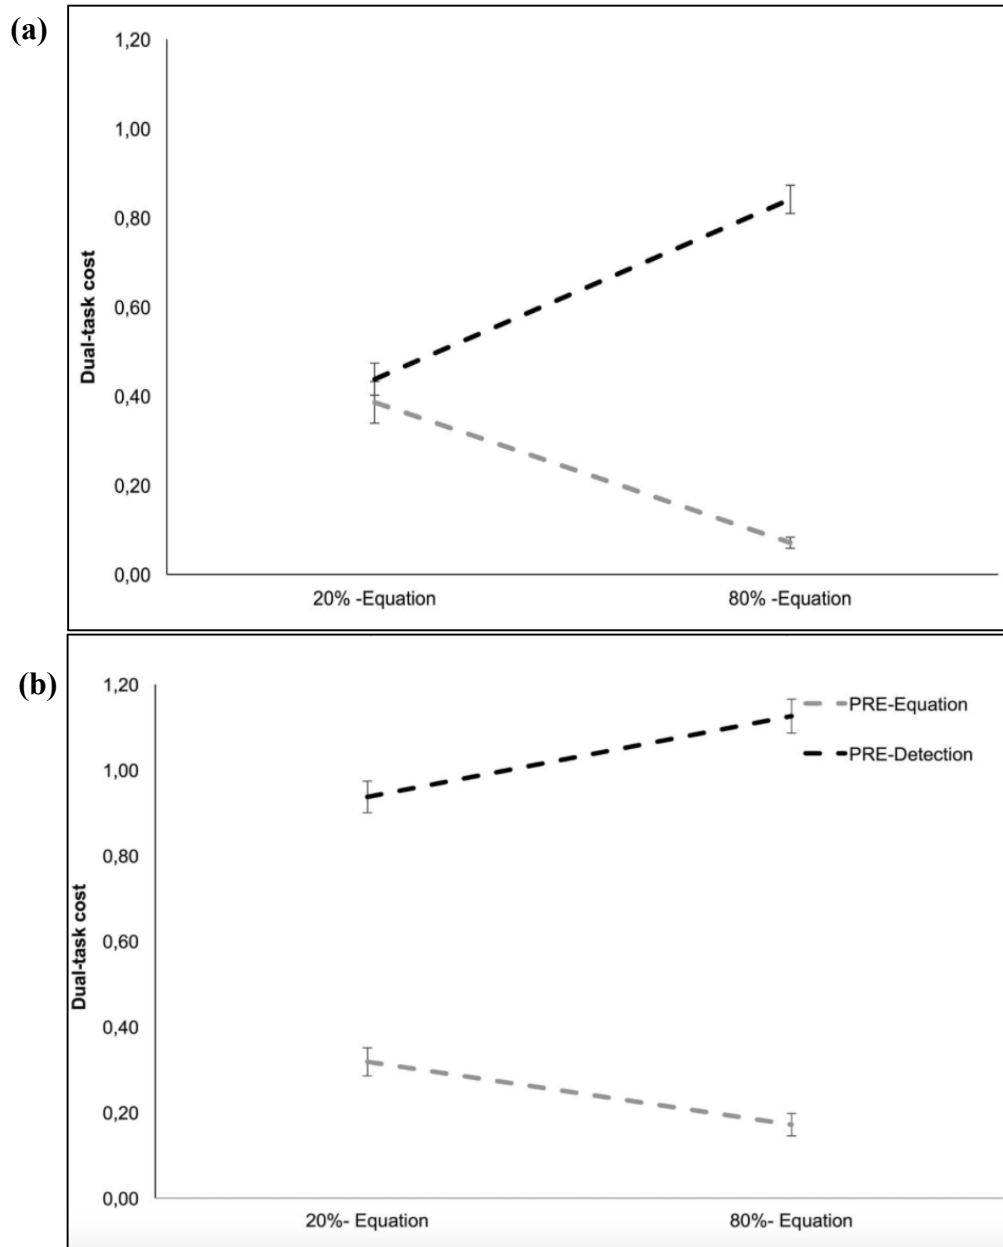 (a)
1,20
1,00
0,80
0,60
0,40
0,20
0,00
Dual-task cost
20% -Equation 80% -Equation
(b)
1,20
1,00
0,80
0,60
0,40
0,20
0,00
Dual-task cost
PRE-Equation
PRE-Detection
20%- Equation 80%- Equation